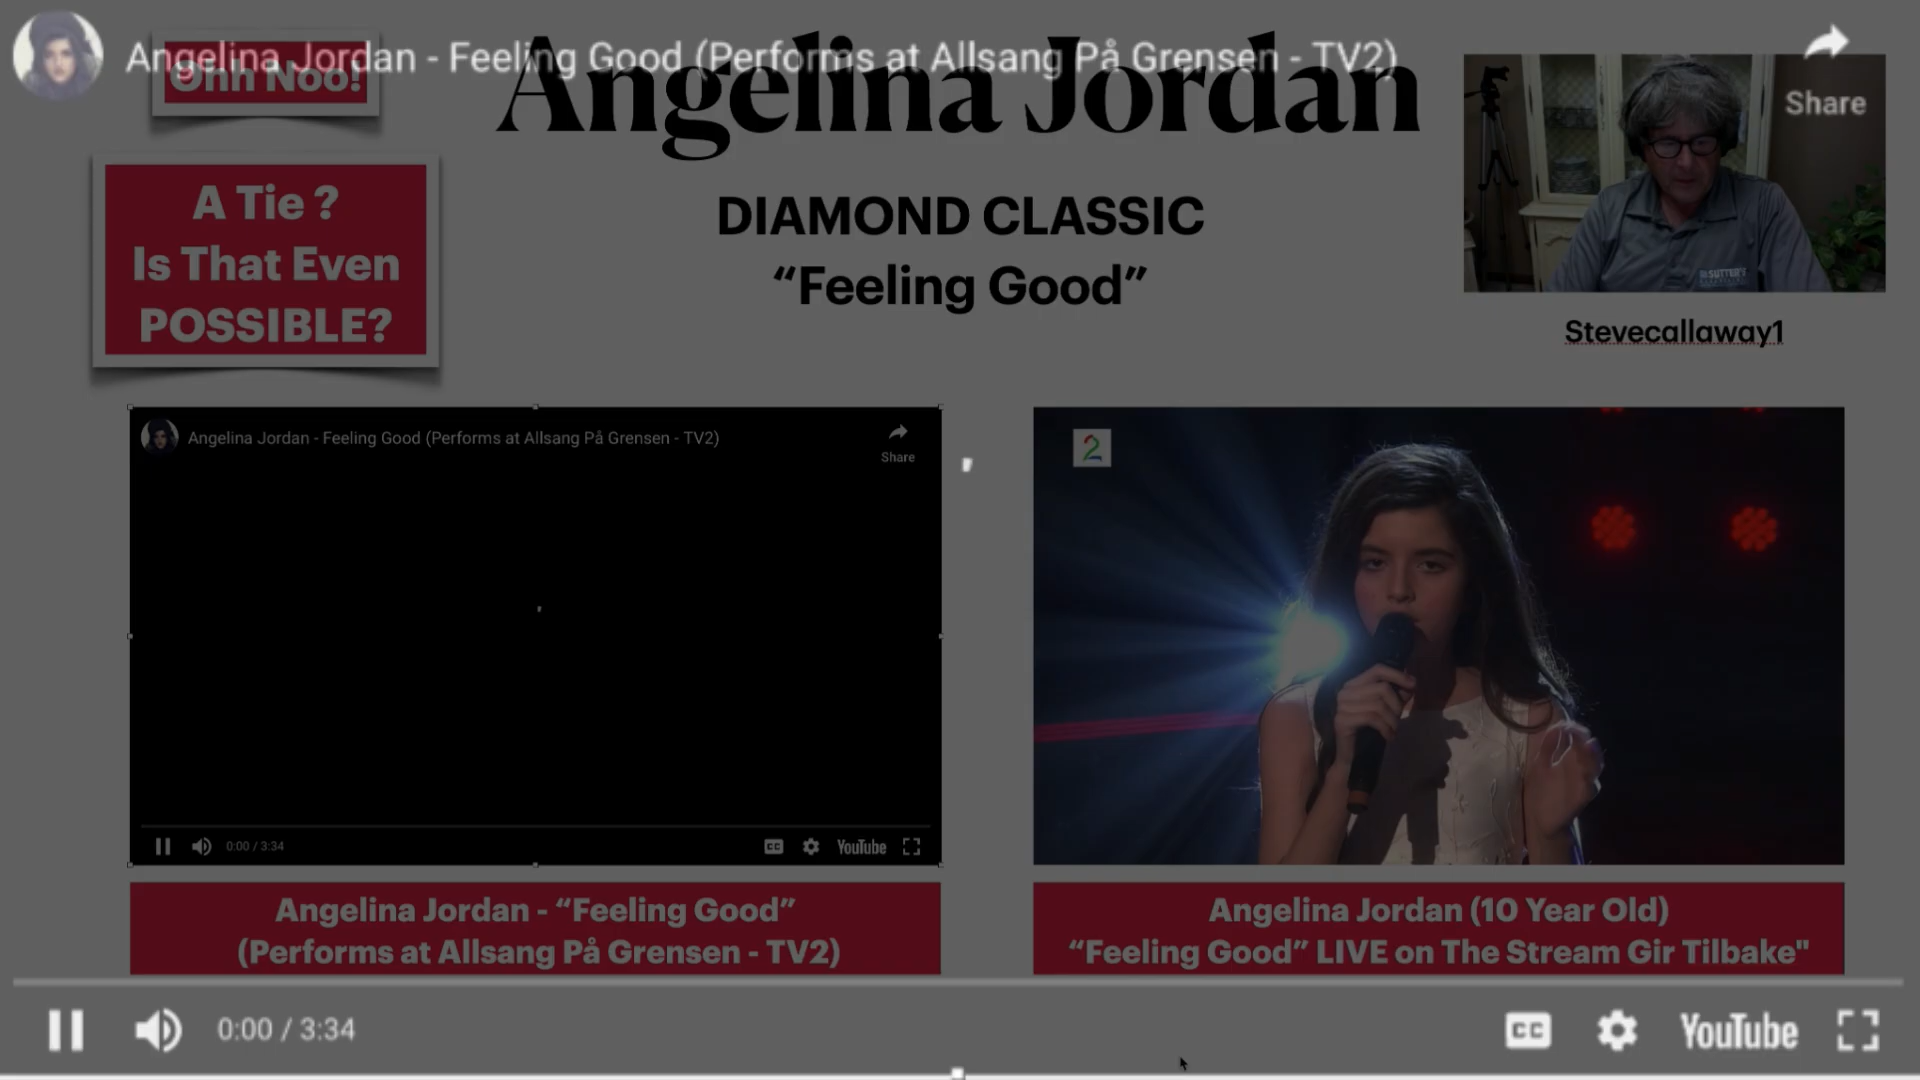 Angelina Jordan - Feeling Good (Performs at Allsang På Grensen - TV2)
Share
Ohh Noo!
Angelina Jordan
A Tie ?
Is That Even
POSSIBLE?
DIAMOND CLASSIC
“Feeling Good”
SUTTER'S
Stevecallaway1
Angelina Jordan - Feeling Good (Performs at Allsang På Grensen - TV2)
Share
2
0:00 / 3:34
CC
YouTube
Angelina Jordan - “Feeling Good”
(Performs at Allsang På Grensen - TV2)
Angelina Jordan (10 Year Old)
“Feeling Good” LIVE on The Stream Gir Tilbake"
0:00 / 3:34
CC
YouTube